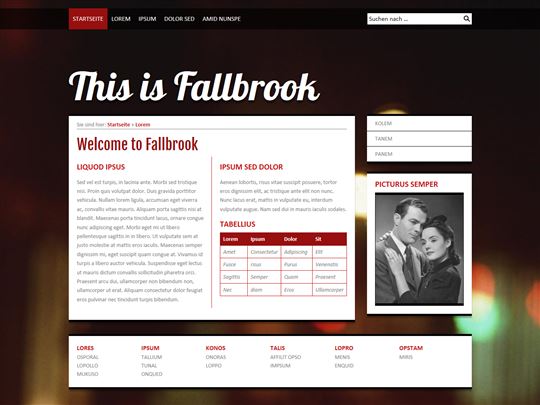 STARTSEITE LOREM IPSUM DOLOR SED AMID NUNSPE
Suchen nach ...
This is Fallbrook
Sie sind hier: Startseite » Lorem
Welcome to Fallbrook
LIQUOD IPSUS
Sed vel est turpis, in lacinia ante. Morbi sed tristique
nisi. Proin quis volutpat dolor. Duis gravida porttitor
vehicula. Nullam lorem ligula, accumsan eget viverra
ac, convallis vitae mauris. Aliquam porta sagittis nisi at
blandit. Maecenas porta tincidunt lacus, ornare congue
nunc adipiscing eget. Morbi eget mi ut libero
pellentesque sagittis in in libero. Ut vulputate sem at
justo molestie at mattis eros iaculis. Maecenas semper
dignissim mi, eget suscipit quam congue at. Vivamus id
turpis a libero auctor vehicula. Suspendisse eget lectus
ut mauris dictum convallis sollicitudin pharetra orci.
Praesent arcu dui, ullamcorper non bibendum non,
ullamcorper ut erat. Aliquam consectetur dolor feugiat
eros pulvinar nec tincidunt turpis bibendum.
IPSUM SED DOLOR
Aenean lobortis, risus vitae suscipit posuere, tortor
eros dignissim elit, ac tristique ante elit non nunc.
Nunc lacus erat, mattis in vulputate eu, interdum
vulputate augue. Nam sed dui in mauris iaculis sodales.
TABELLIUS
Lorem Ipsum Dolor Sit
Amet Consectetur Adipiscing Elit
Fusce risus Purus Venenatis
Sagittis Semper Quam Praesent
Nec diam Eros Ullamcorper
KOLEM
TANEM
PANEM
PICTURUS SEMPER
LORES
OSPORAL
LOPOLLO
MUKUSO
IPSUM
TALLIUM
TUNAL
ONQUED
KONOS
ONORAS
LOPPO
TALIS
AFFILIT OPSO
IMPSUM
LOPRO
MENIS
ENQUID
OPSTAM
MIRIS